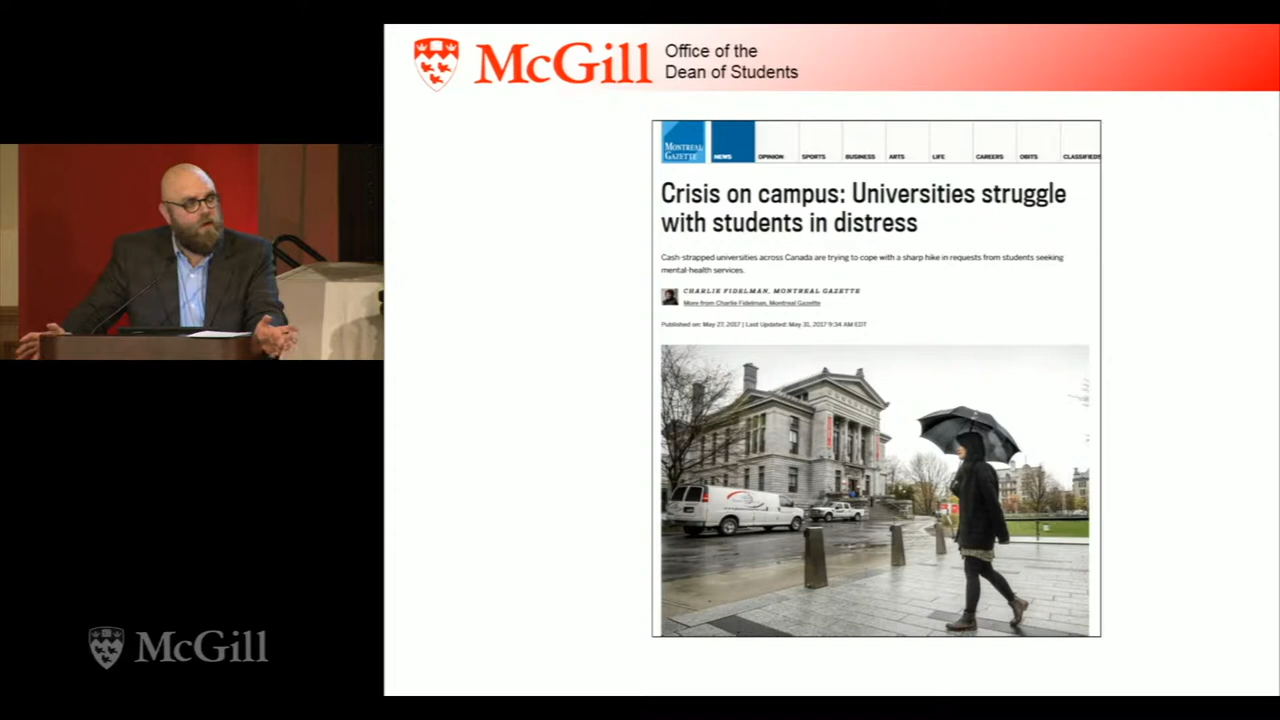 McGill
Office of the
Dean of Students
MONTREAL
GAZETTE
NEWS
OPINION
SPORTS
BUSINESS
ARTS
LIFE
CAREERS
OBITS
CLASSIFIEDS
Crisis on campus: Universities struggle
with students in distress
Cash-strapped universities across Canada are trying to cope with a sharp hike in requests from students seeking
mental-health services.
CHARLIE FIDELMAN, MONTREAL GAZETTE
More from Charlie Fidelman, Montreal Gazette
Published on: May 27, 2017 | Last Updated: May 31, 2017 9:34 AM EDT
McGill